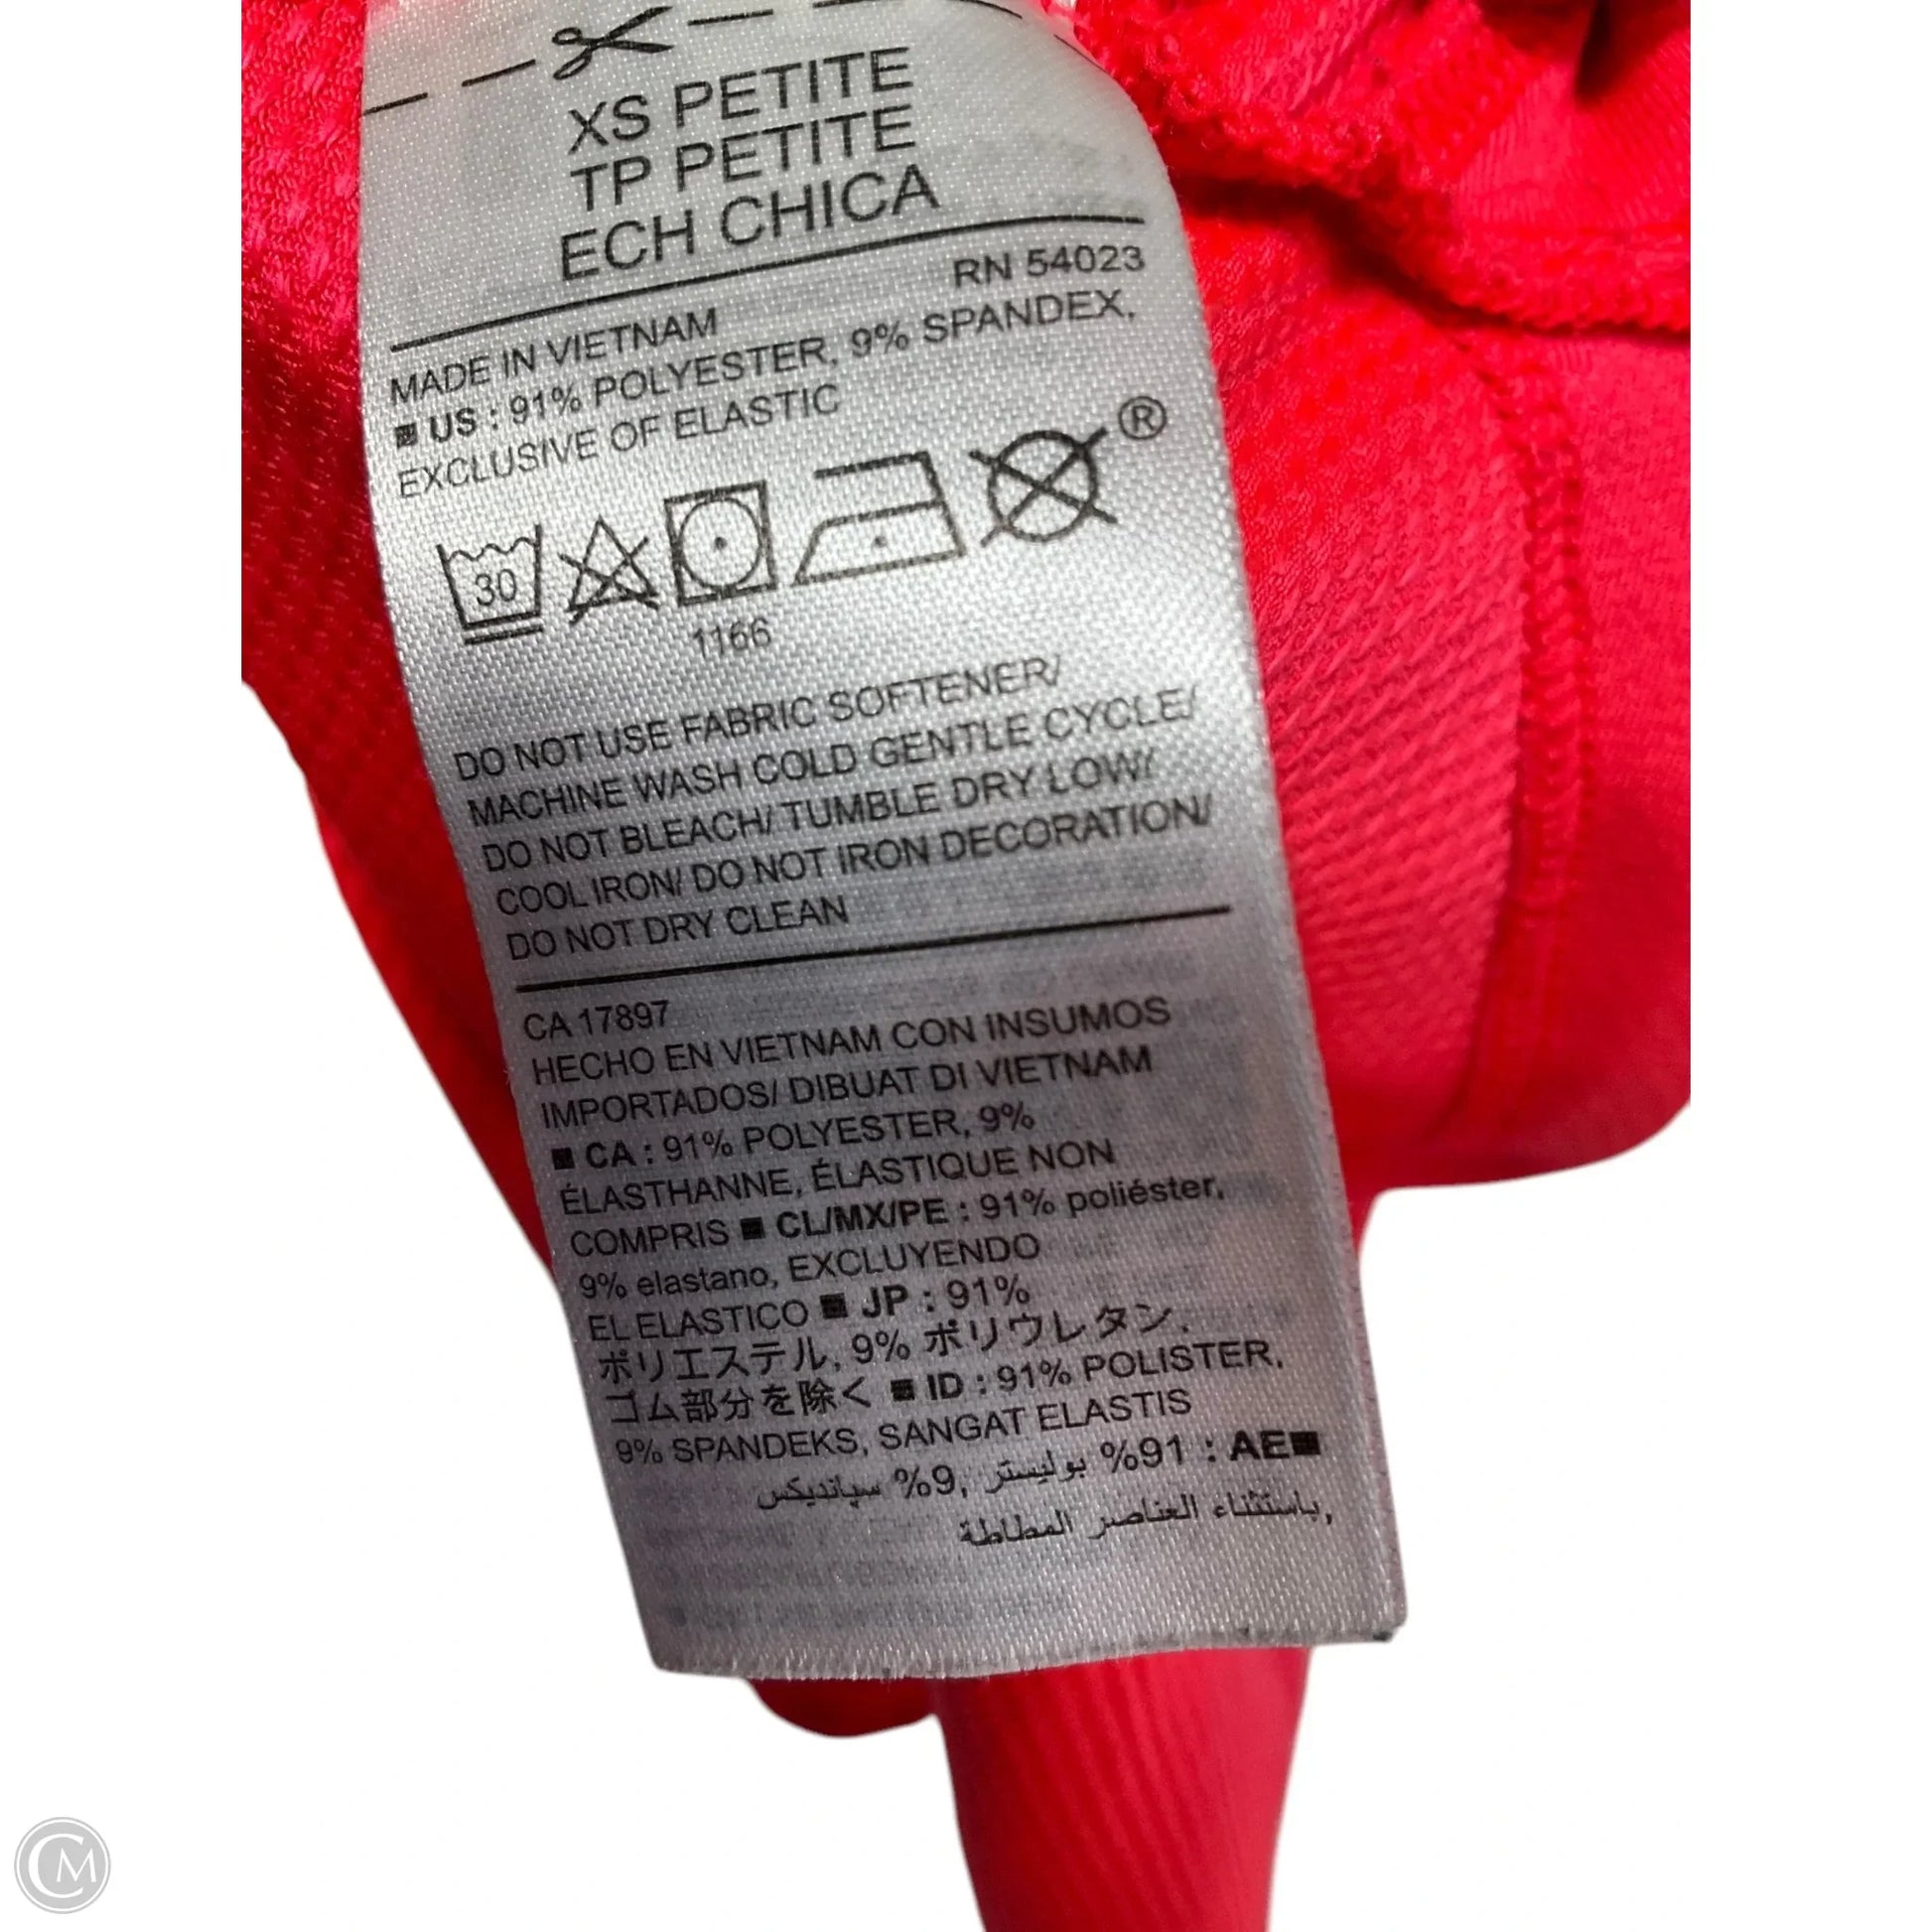 XS PETITE
TP PETITE
ECH CHICA
RN 54023
MADE IN VIETNAM
■ US : 91% POLYESTER, 9% SPANDEX,
EXCLUSIVE OF ELASTIC
®
30
1166
DO NOT USE FABRIC SOFTENER/
MACHINE WASH COLD GENTLE CYCLE/
DO NOT BLEACH/ TUMBLE DRY LOW/
COOL IRON/ DO NOT IRON DECORATION/
DO NOT DRY CLEAN
CA 17897
HECHO EN VIETNAM CON INSUMOS
IMPORTADOS/ DIBUAT DI VIETNAM
■ CA : 91% POLYESTER, 9%
ÉLASTHANNE, ÉLASTIQUE NON
COMPRIS ■ CL/MX/PE : 91% poliéster,
9% elastano, EXCLUYENDO
EL ELASTICO ■ JP : 91%
ポリエステル, 9% ポリウレタン,
ゴム部分を除く ■ ID : 91% POLISTER,
9% SPANDEKS, SANGAT ELASTIS
■AE : 91% بوليستر, 9% سباندیکس
,باستثناء العناصر المطاطة
CM